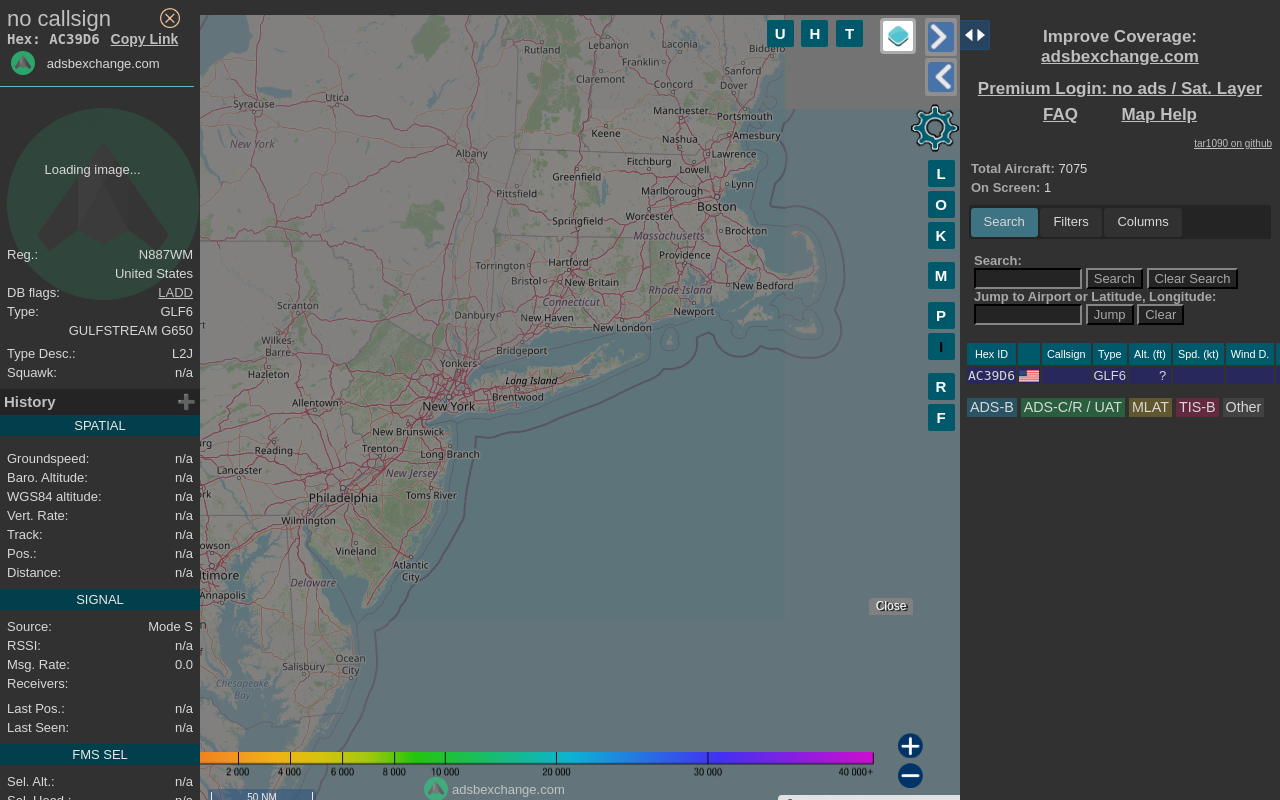 no callsign
Hex: AC39D6 Copy Link
adsbexchange.com
Loading image...
Reg.: N887WM
United States
DB flags: LADD
Type: GLF6
GULFSTREAM G650
Type Desc.: L2J
Squawk: n/a
History
SPATIAL
Groundspeed: n/a
Baro. Altitude: n/a
WGS84 altitude: n/a
Vert. Rate: n/a
Track: n/a
Pos.: n/a
Distance: n/a
SIGNAL
Source: Mode S
RSSI: n/a
Msg. Rate: 0.0
Receivers:
Last Pos.: n/a
Last Seen: n/a
FMS SEL
Sel. Alt.: n/a
U H T
Rutland
Lebanon
Laconia
Franklin
Sanford
Claremont
Concord
Dover
Syracuse
Utica
Manchester
Portsmouth
Keene
Amesbury
New York
Albany
Fitchburg
Lawrence
Lowell
Greenfield
Pittsfield
Marlborough
Lynn
Worcester
Boston
Springfield
Massachusetts
Brockton
Providence
Torrington
Hartford
Bristol
New Britain
New Bedford
Rhode Island
Connecticut
Scranton
Danbury
New Haven
Newport
New London
Wilkes-
Barre
Bridgeport
Yonkers
Hazleton
Long Island
Brentwood
Allentown
New York
New Brunswick
Reading
Trenton
Long Branch
Lancaster
New Jersey
Philadelphia
Toms River
Wilmington
Vineland
Atlantic
City
Delaware
Annapolis
Ocean
City
Salisbury
Chesapeake
Bay
L
O
K
M
P
I
R
F
Close
2 000 4 000 6 000 8 000 10 000 20 000 30 000 40 000+
adsbexchange.com
50 NM
Improve Coverage:
adsbexchange.com
Premium Login: no ads / Sat. Layer
FAQ Map Help
tar1090 on github
Total Aircraft: 7075
On Screen: 1
Search Filters Columns
Search:
Search Clear Search
Jump to Airport or Latitude, Longitude:
Jump Clear
Hex ID Callsign Type Alt. (ft) Spd. (kt) Wind D.
AC39D6 GLF6 ?
ADS-B ADS-C/R / UAT MLAT TIS-B Other